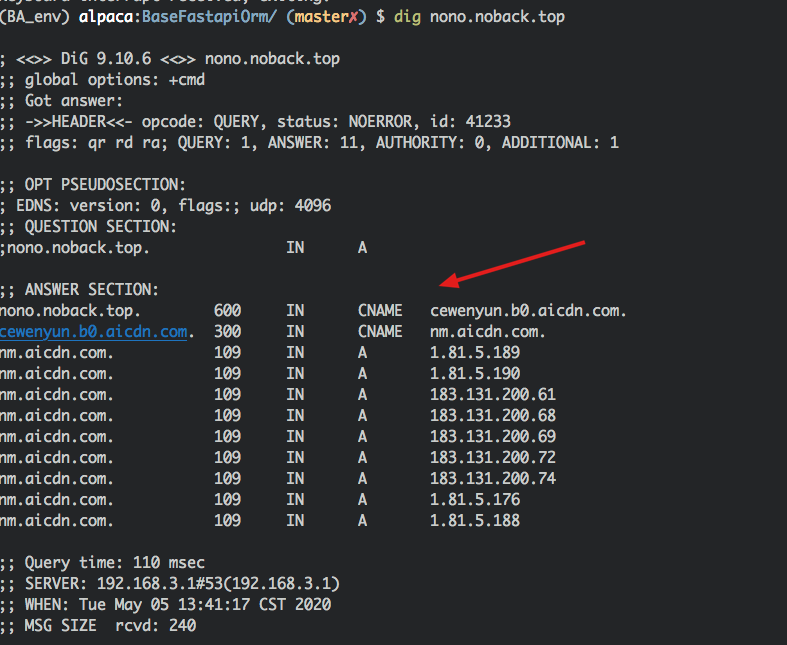 (BA_env) alpaca:BaseFastapiOrm/ (master✗) $ dig nono.noback.top
; <<>> DiG 9.10.6 <<>> nono.noback.top
;; global options: +cmd
;; Got answer:
;; ->>HEADER<<- opcode: QUERY, status: NOERROR, id: 41233
;; flags: qr rd ra; QUERY: 1, ANSWER: 11, AUTHORITY: 0, ADDITIONAL: 1
;; OPT PSEUDOSECTION:
; EDNS: version: 0, flags:; udp: 4096
;; QUESTION SECTION:
;nono.noback.top. IN A
;; ANSWER SECTION:
nono.noback.top. 600 IN CNAME cewenyun.b0.aicdn.com.
cewenyun.b0.aicdn.com. 300 IN CNAME nm.aicdn.com.
nm.aicdn.com. 109 IN A 1.81.5.189
nm.aicdn.com. 109 IN A 1.81.5.190
nm.aicdn.com. 109 IN A 183.131.200.61
nm.aicdn.com. 109 IN A 183.131.200.68
nm.aicdn.com. 109 IN A 183.131.200.69
nm.aicdn.com. 109 IN A 183.131.200.72
nm.aicdn.com. 109 IN A 183.131.200.74
nm.aicdn.com. 109 IN A 1.81.5.176
nm.aicdn.com. 109 IN A 1.81.5.188
;; Query time: 110 msec
;; SERVER: 192.168.3.1#53(192.168.3.1)
;; WHEN: Tue May 05 13:41:17 CST 2020
;; MSG SIZE rcvd: 240